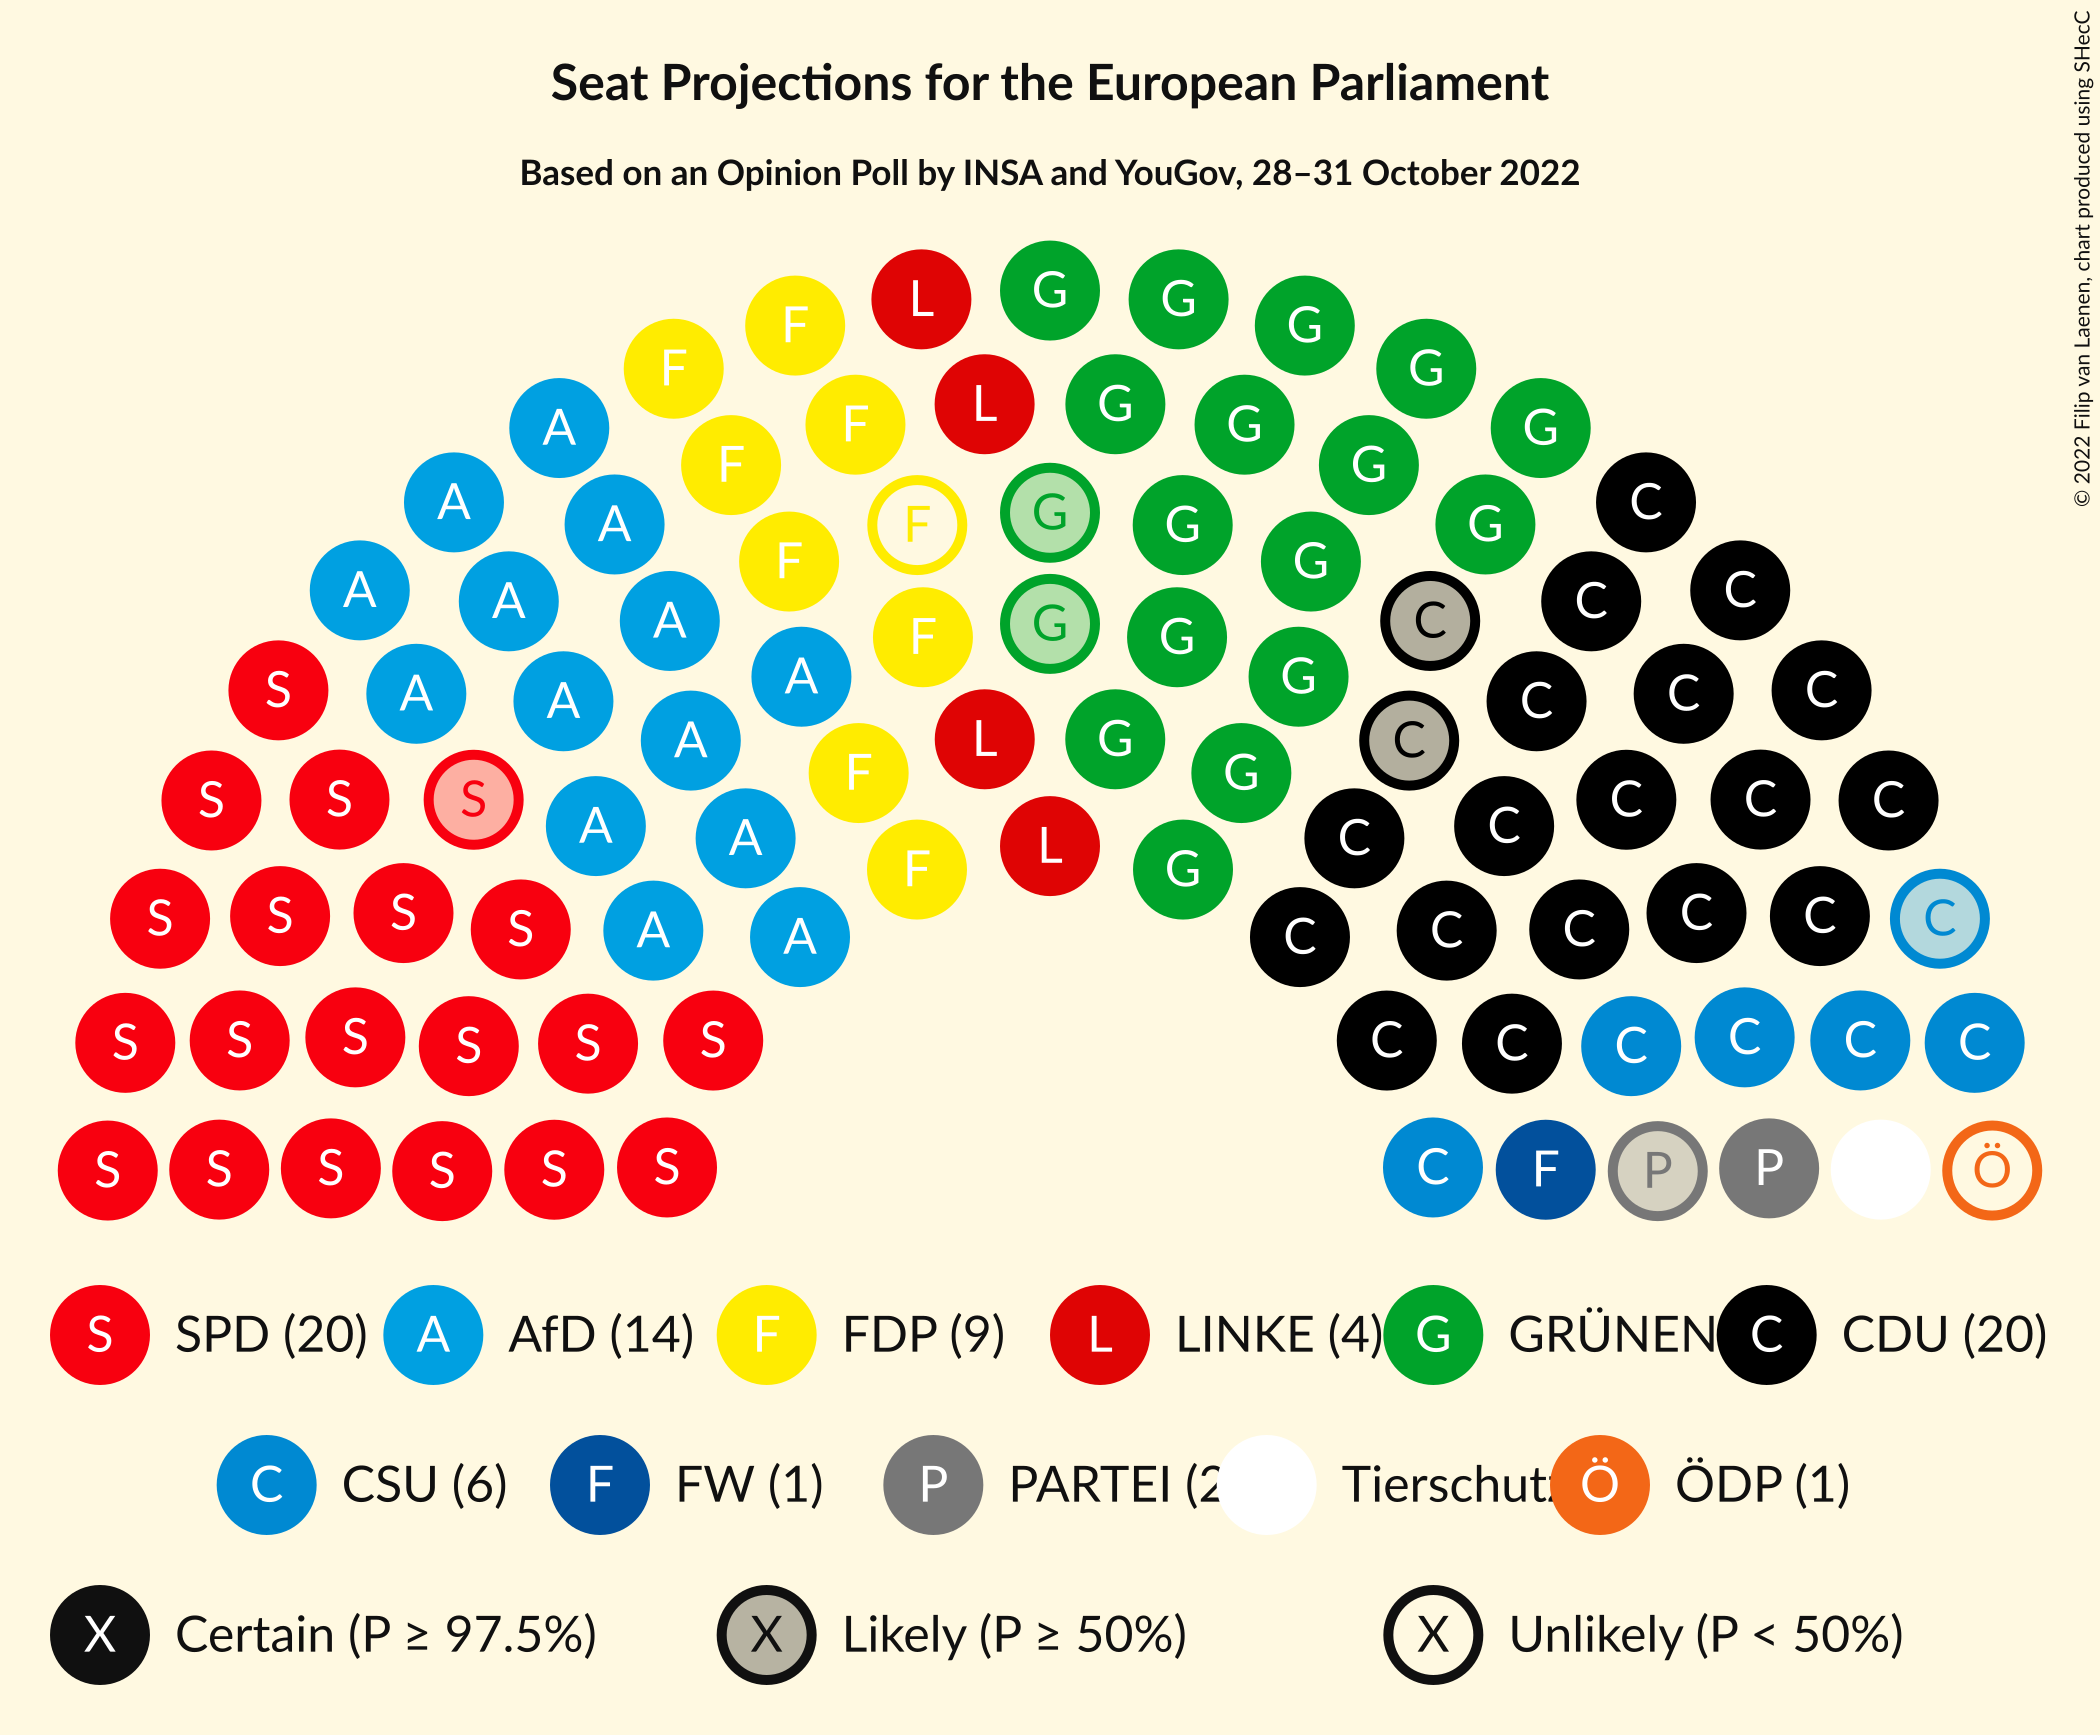 Seat Projections for the European Parliament
Based on an Opinion Poll by INSA and YouGov, 28–31 October 2022
© 2022 Filip van Laenen, chart produced using SHecC
L G G G
F F G G
A F F L G G G G
A A F F G G G G C
A A A F G G C C C
S A A A A F L G G G C C C C C
S S S A A F L G C C C C C C
S S S S A A G C C C C C C
S S S S S S C C C C C C
S S S S S S C F P P Ö
S SPD (20) A AfD (14) F FDP (9) L LINKE (4) G GRÜNEN C CDU (20)
C CSU (6) F FW (1) P PARTEI (2 Tierschutz Ö ÖDP (1)
X Certain (P ≥ 97.5%) X Likely (P ≥ 50%) X Unlikely (P < 50%)